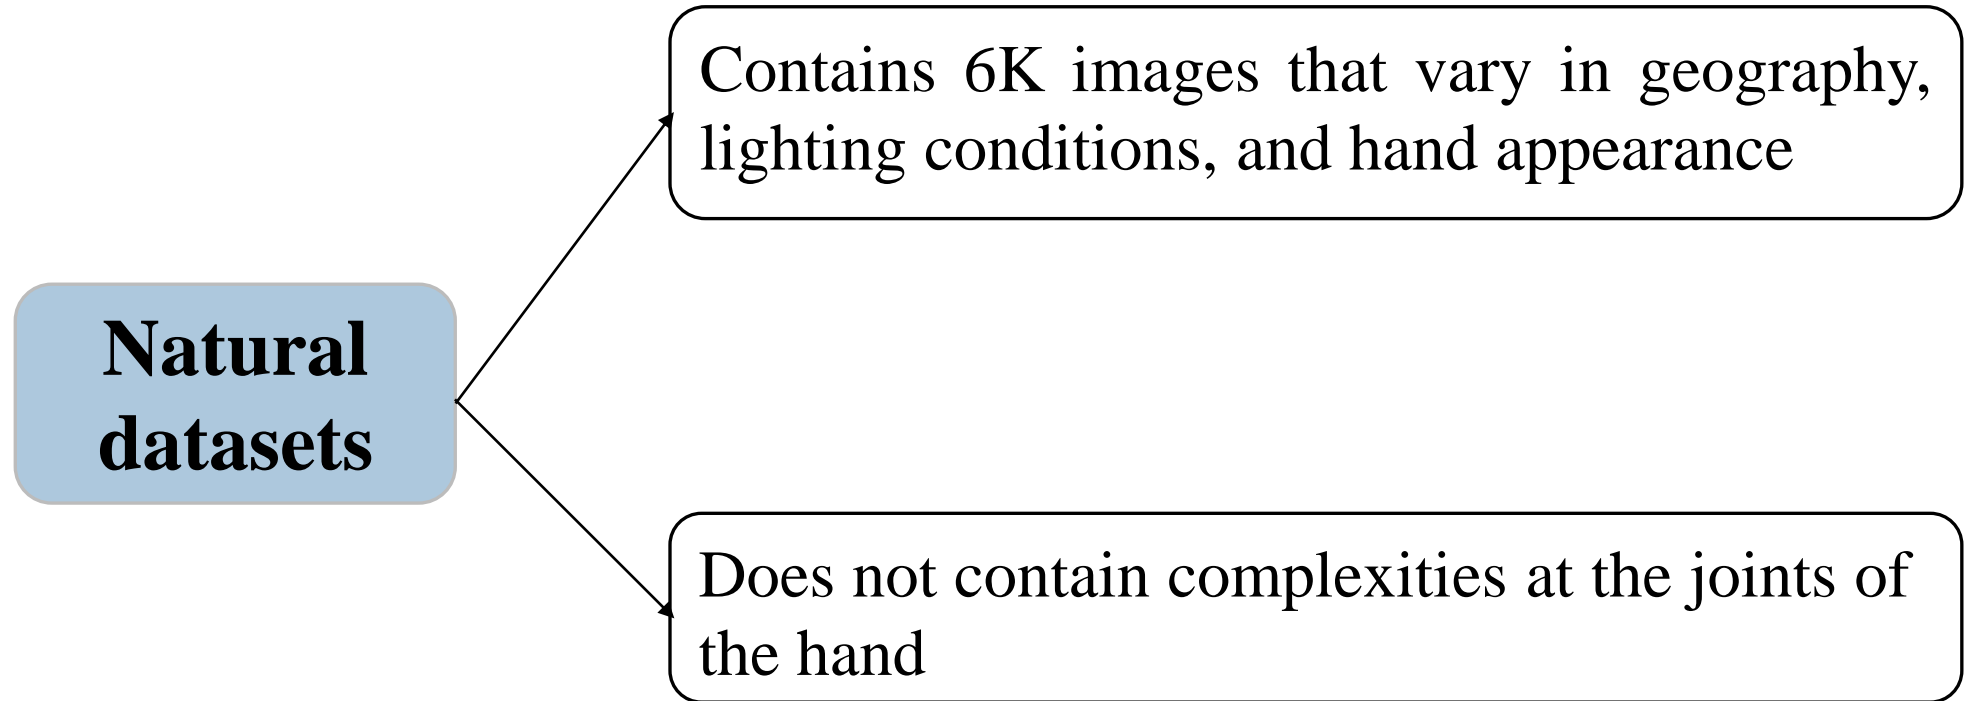 Contains 6K images that vary in geography,
lighting conditions, and hand appearance
Natural
datasets
Does not contain complexities at the joints of
the hand